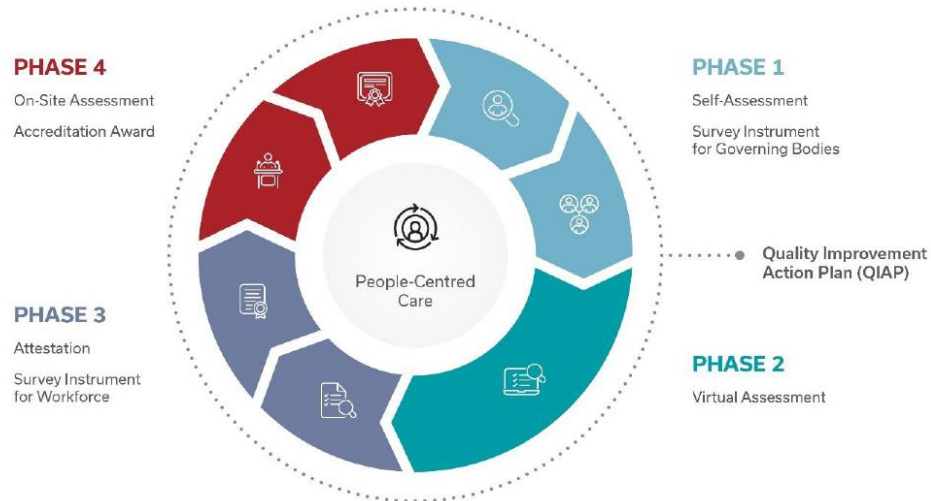 PHASE 4
On-Site Assessment
Accreditation Award
PHASE 1
Self-Assessment
Survey Instrument
for Governing Bodies
People-Centred
Care
Quality Improvement
Action Plan (QIAP)
PHASE 3
Attestation
Survey Instrument
for Workforce
PHASE 2
Virtual Assessment